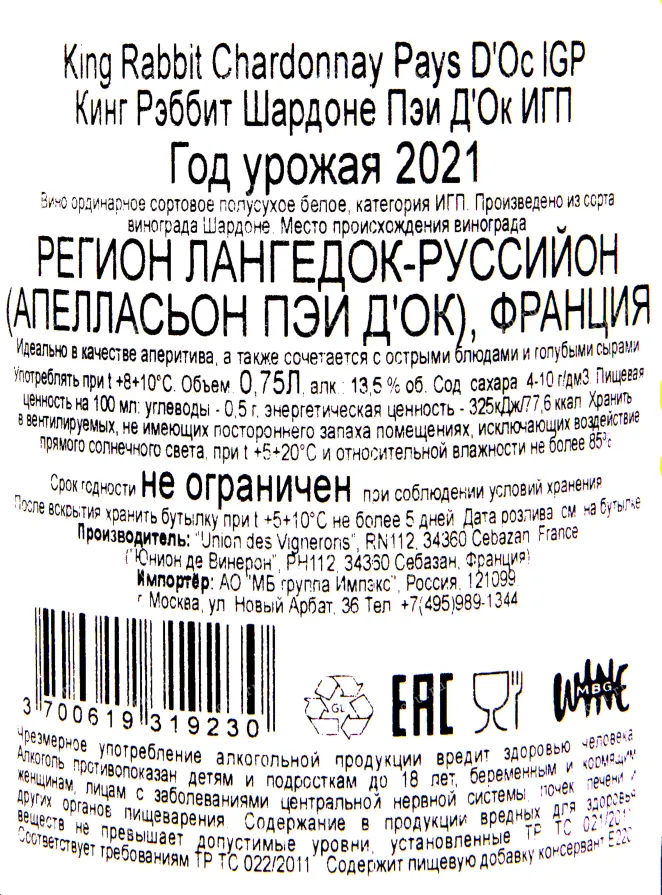 King Rabbit Chardonnay Pays D'Oc IGP
Кинг Рэббит Шардоне Пэи Д'Ок ИГП
Год урожая 2021
Вино ординарное сортовое полусухое белое, категория ИГП. Произведено из сорта
винограда Шардоне. Место происхождения винограда
РЕГИОН ЛАНГЕДОК-РУССИЙОН
(АПЕЛЛАСЬОН ПЭИ Д'ОК), ФРАНЦИЯ
Идеально в качестве аперитива, а также сочетается с острыми блюдами и голубыми сырами
Употреблять при t +8+10°С. Объем 0,75Л, алк.: 13,5 % об. Сод. сахара 4-10 г/дм3. Пищевая
ценность на 100 мл: углеводы - 0,5 г, энергетическая ценность - 325кДж/77,6 ккал. Хранить
в вентилируемых, не имеющих постороннего запаха помещениях, исключающих воздействие
прямого солнечного света, при t +5+20°С и относительной влажности не более 85%
Срок годности не ограничен при соблюдении условий хранения
После вскрытия хранить бутылку при t +5+10°С не более 5 дней. Дата розлива см. на бутылке
Производитель: "Union des Vignerons", RN112, 34360 Cebazan, France
("Юнион де Винерон", РН112, 34360 Себазан, Франция)
Импортёр: АО "МБ группа Импэкс", Россия, 121099
г. Москва, ул. Новый Арбат, 36 Тел. +7(495)989-1344
3 700619 319230
GL
EAC
WINE
MBG
Чрезмерное употребление алкогольной продукции вредит здоровью человека
Алкоголь противопоказан детям и подросткам до 18 лет, беременным и кормящим
женщинам, лицам с заболеваниями центральной нервной системы, почек, печени и
других органов пищеварения. Содержание в продукции вредных для здоровья
веществ не превышает допустимые уровни, установленные ТР ТС 021/2011
Соответствует требованиям ТР ТС 022/2011 Содержит пищевую добавку консервант Е220